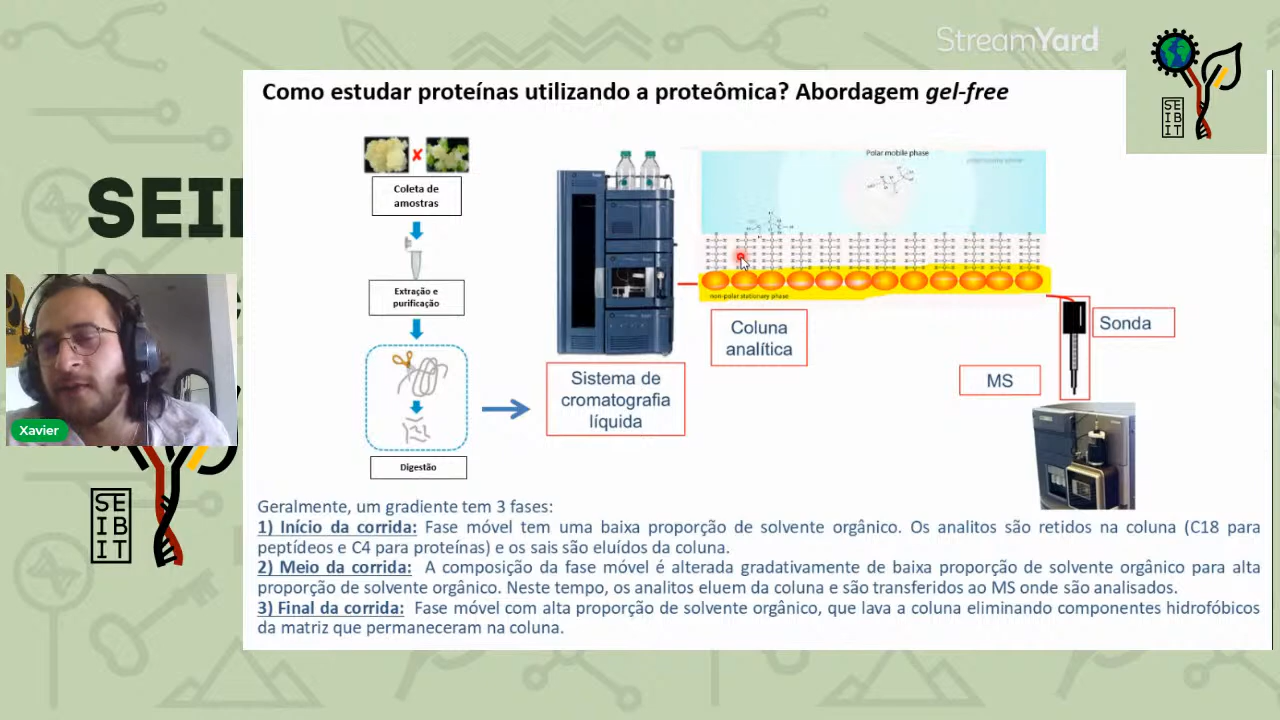 StreamYard
Como estudar proteínas utilizando a proteômica? Abordagem gel-free
SE
IB
IT
SEI
Coleta de
amostras
Extração e
purificação
Digestão
Sistema de
cromatografia
líquida
Polar mobile phase
non-polar stationary phase
Coluna
analítica
Sonda
MS
Xavier
SE
IB
IT
Geralmente, um gradiente tem 3 fases:
1) Início da corrida: Fase móvel tem uma baixa proporção de solvente orgânico. Os analitos são retidos na coluna (C18 para
peptídeos e C4 para proteínas) e os sais são eluídos da coluna.
2) Meio da corrida: A composição da fase móvel é alterada gradativamente de baixa proporção de solvente orgânico para alta
proporção de solvente orgânico. Neste tempo, os analitos eluem da coluna e são transferidos ao MS onde são analisados.
3) Final da corrida: Fase móvel com alta proporção de solvente orgânico, que lava a coluna eliminando componentes hidrofóbicos
da matriz que permaneceram na coluna.